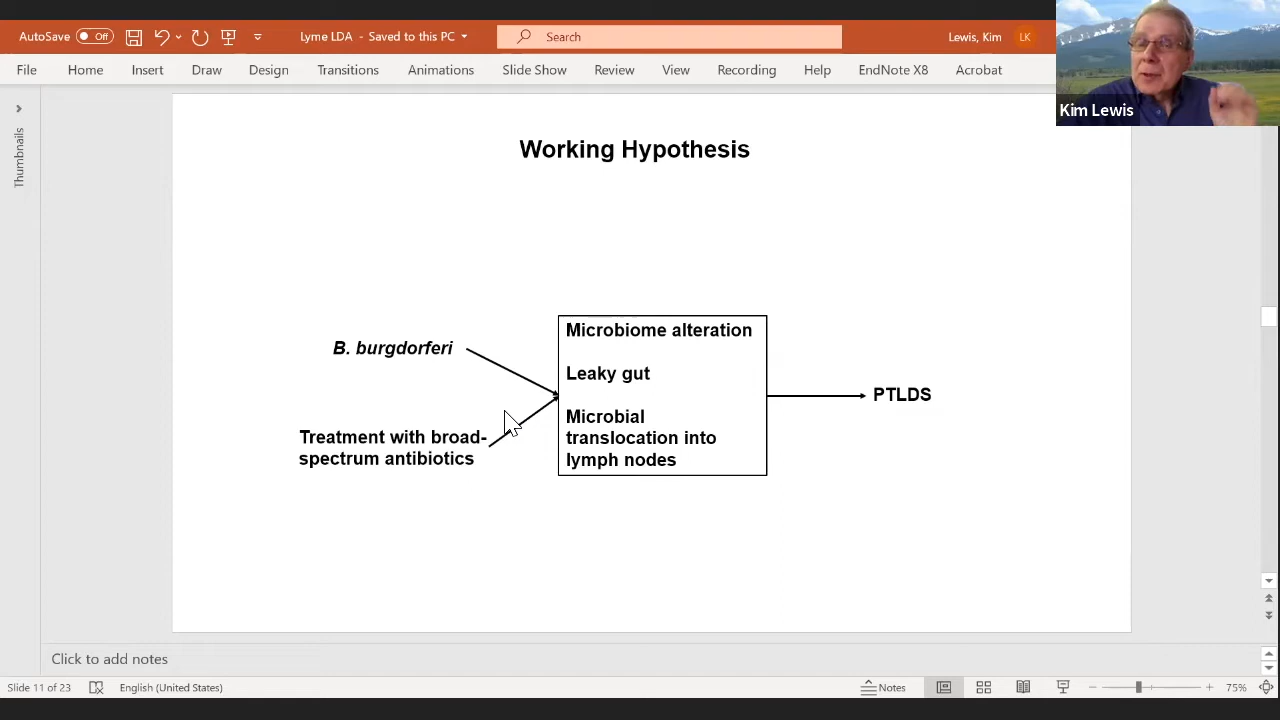 AutoSave Off Lyme LDA - Saved to this PC Search Lewis, Kim LK
File Home Insert Draw Design Transitions Animations Slide Show Review View Recording Help EndNote X8 Acrobat
Kim Lewis
Thumbnails
Working Hypothesis
B. burgdorferi
Treatment with broad-
spectrum antibiotics
Microbiome alteration
Leaky gut
Microbial
translocation into
lymph nodes
PTLDS
Click to add notes
Slide 11 of 23 English (United States) Notes 75%